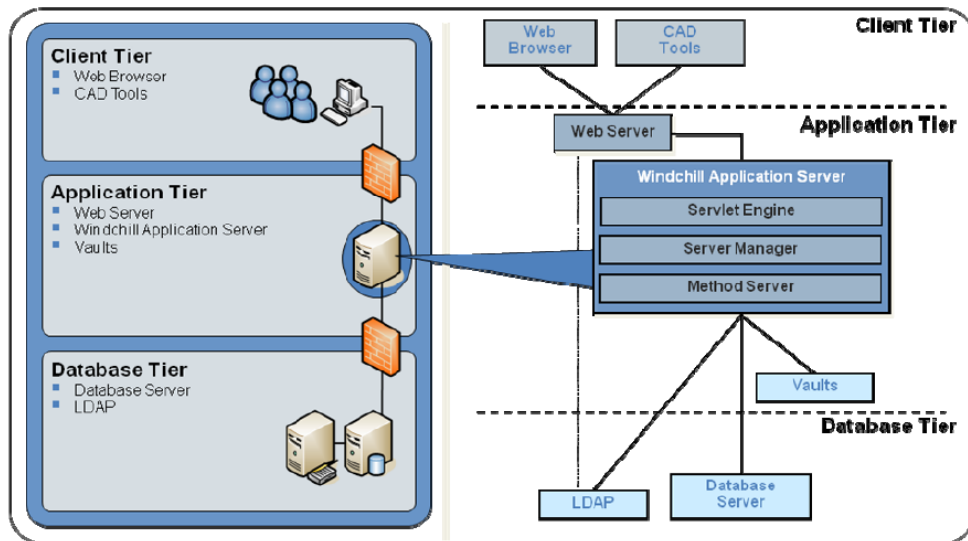 Client Tier
Web Browser
CAD Tools
Application Tier
Web Server
Windchill Application Server
Vaults
Database Tier
Database Server
LDAP
Client Tier
Web
Browser
CAD
Tools
Application Tier
Web Server
Windchill Application Server
Servlet Engine
Server Manager
Method Server
Vaults
Database Tier
LDAP
Database
Server